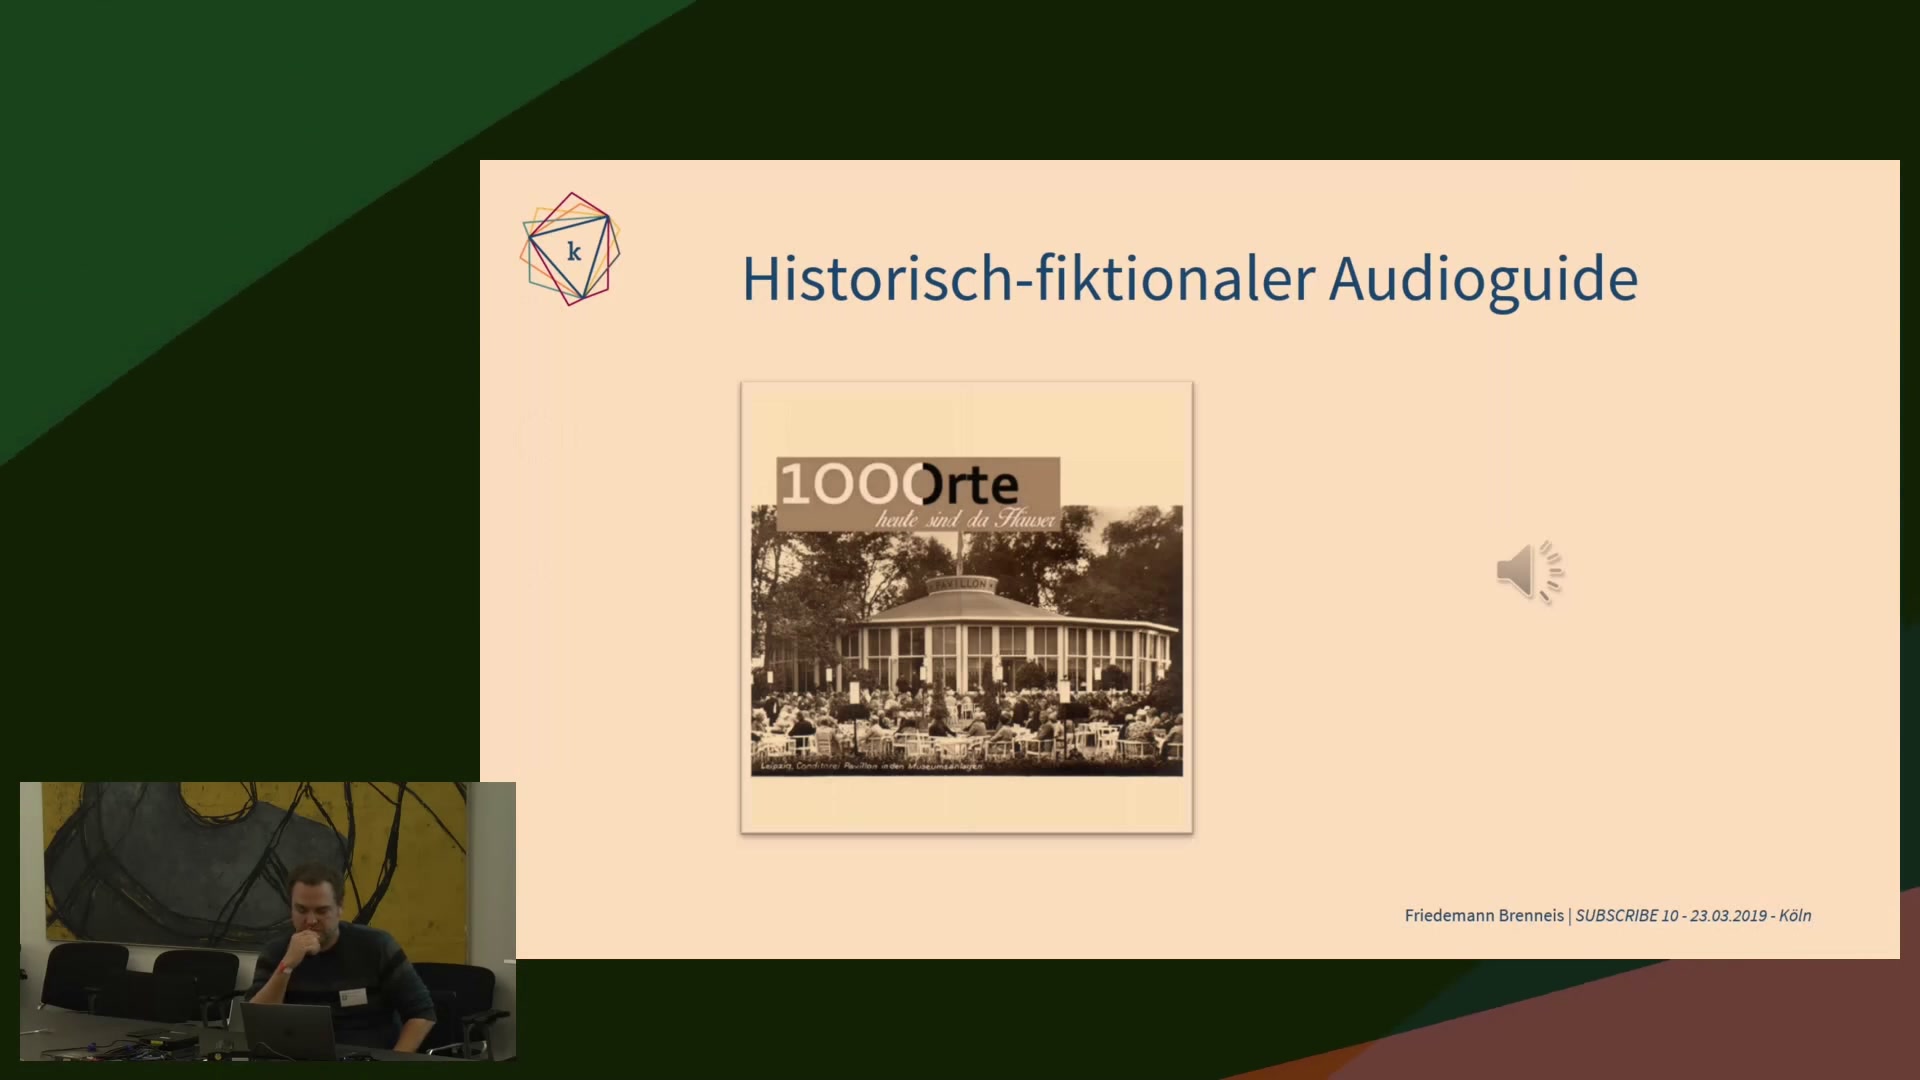 k
Historisch-fiktionaler Audioguide
1000Orte
heute sind da Häuser
PAVILLON
Leipzig, Conditorei Pavillon in den Museumsanlagen
Friedemann Brenneis | SUBSCRIBE 10 - 23.03.2019 - Köln